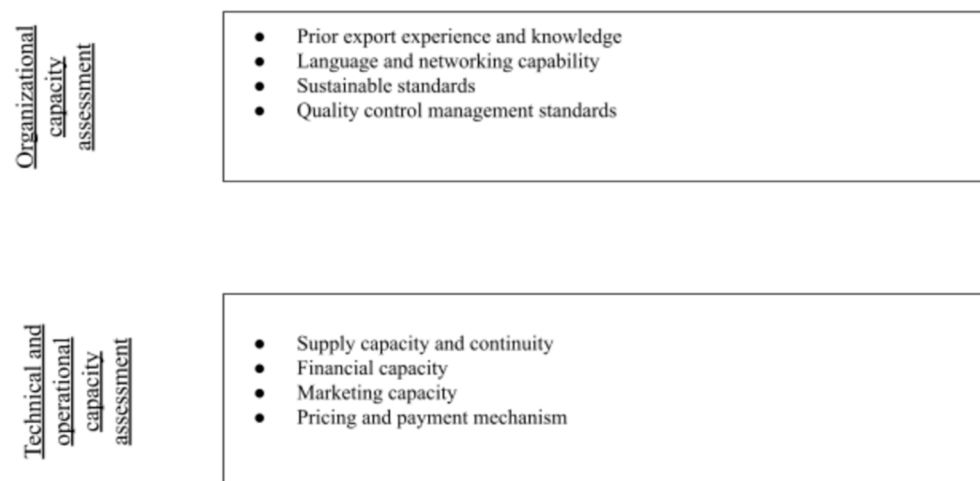 Organizational
capacity
assessment
● Prior export experience and knowledge
● Language and networking capability
● Sustainable standards
● Quality control management standards
Technical and
operational
capacity
assessment
● Supply capacity and continuity
● Financial capacity
● Marketing capacity
● Pricing and payment mechanism